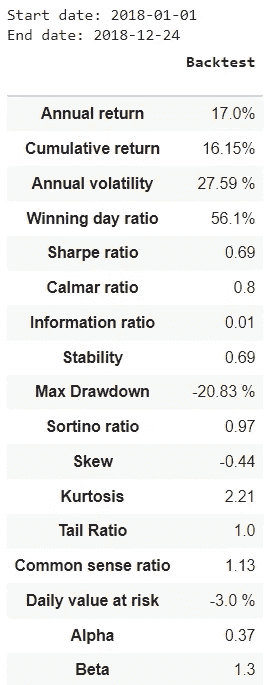 Start date: 2018-01-01
End date: 2018-12-24
Backtest
Annual return 17.0%
Cumulative return 16.15%
Annual volatility 27.59 %
Winning day ratio 56.1%
Sharpe ratio 0.69
Calmar ratio 0.8
Information ratio 0.01
Stability 0.69
Max Drawdown -20.83 %
Sortino ratio 0.97
Skew -0.44
Kurtosis 2.21
Tail Ratio 1.0
Common sense ratio 1.13
Daily value at risk -3.0 %
Alpha 0.37
Beta 1.3